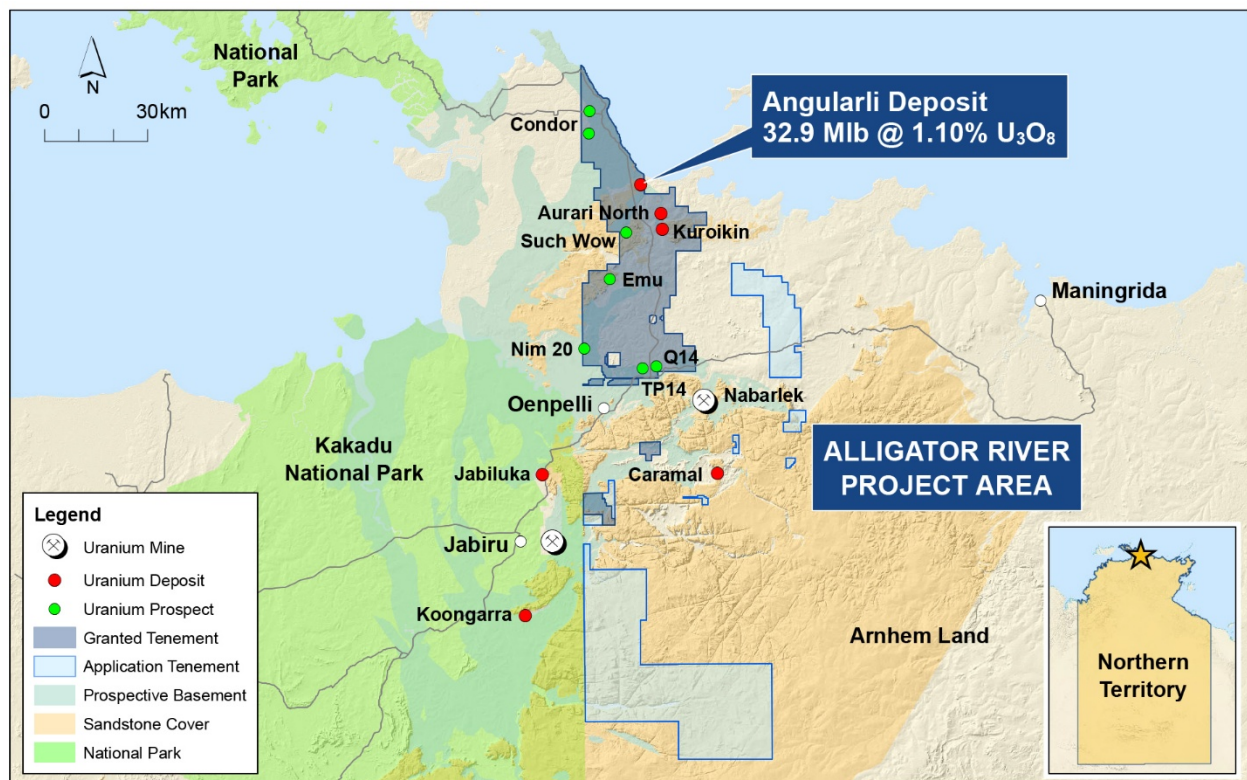 National
Park
N
0
30km
Condor
Angularli Deposit
32.9 Mlb @ 1.10% U₃O₈
Aurari North
Kuroikin
Such Wow
Emu
Maningrida
Nim 20
Q14
TP14
Nabarlek
Oenpelli
Kakadu
National Park
Jabiluka
Caramal
ALLIGATOR RIVER
PROJECT AREA
Jabiru
Koongarra
Arnhem Land
Legend
Uranium Mine
Uranium Deposit
Uranium Prospect
Granted Tenement
Application Tenement
Prospective Basement
Sandstone Cover
National Park
Northern
Territory